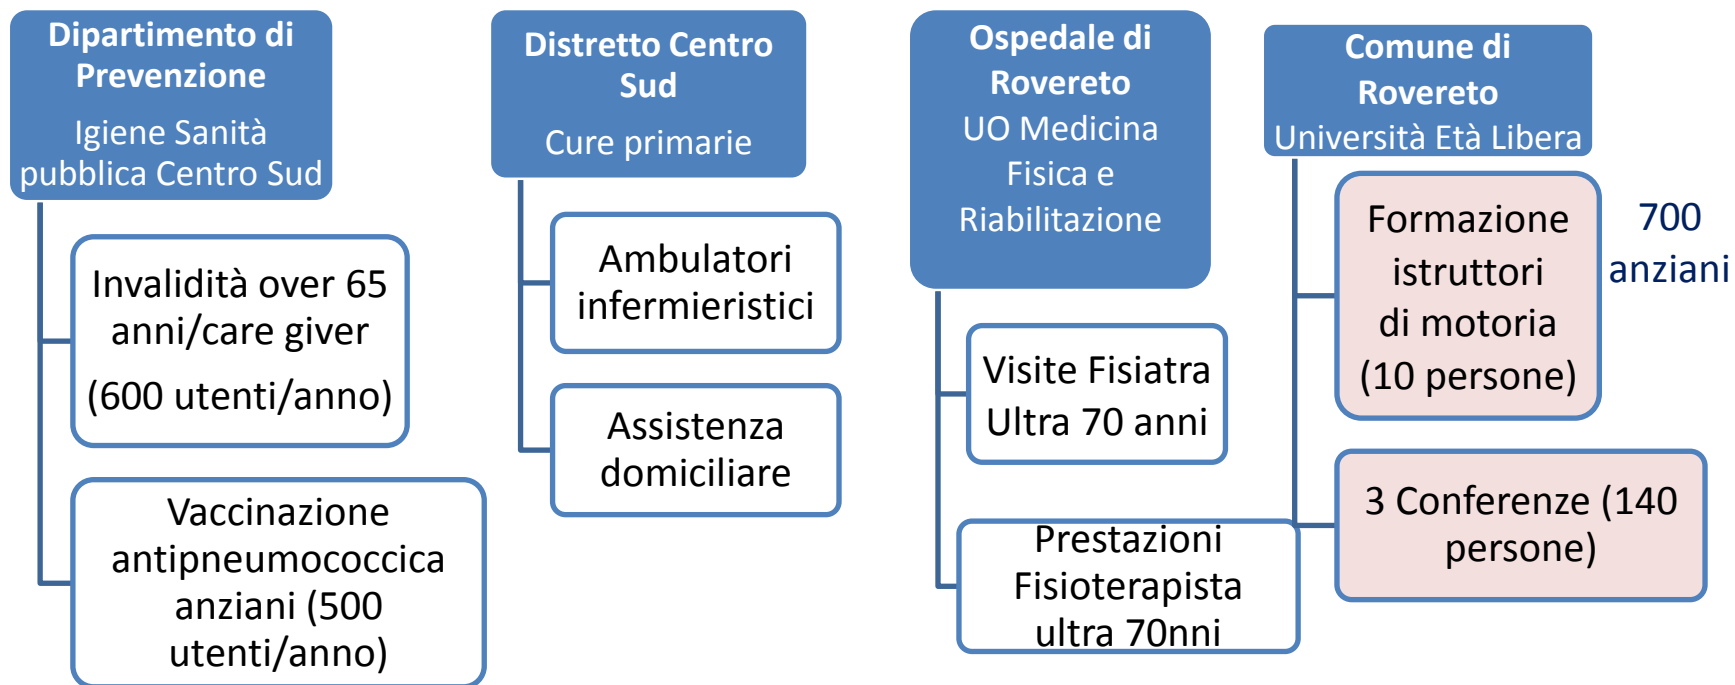 Dipartimento di
Prevenzione
Igiene Sanità
pubblica Centro Sud
Invalidità over 65
anni/care giver
(600 utenti/anno)
Vaccinazione
antipneumococcica
anziani (500
utenti/anno)
Distretto Centro
Sud
Cure primarie
Ambulatori
infermieristici
Assistenza
domiciliare
Ospedale di
Rovereto
UO Medicina
Fisica e
Riabilitazione
Visite Fisiatra
Ultra 70 anni
Prestazioni
Fisioterapista
ultra 70nni
Comune di
Rovereto
Università Età Libera
Formazione
istruttori
di motoria
(10 persone)
700
anziani
3 Conferenze (140
persone)